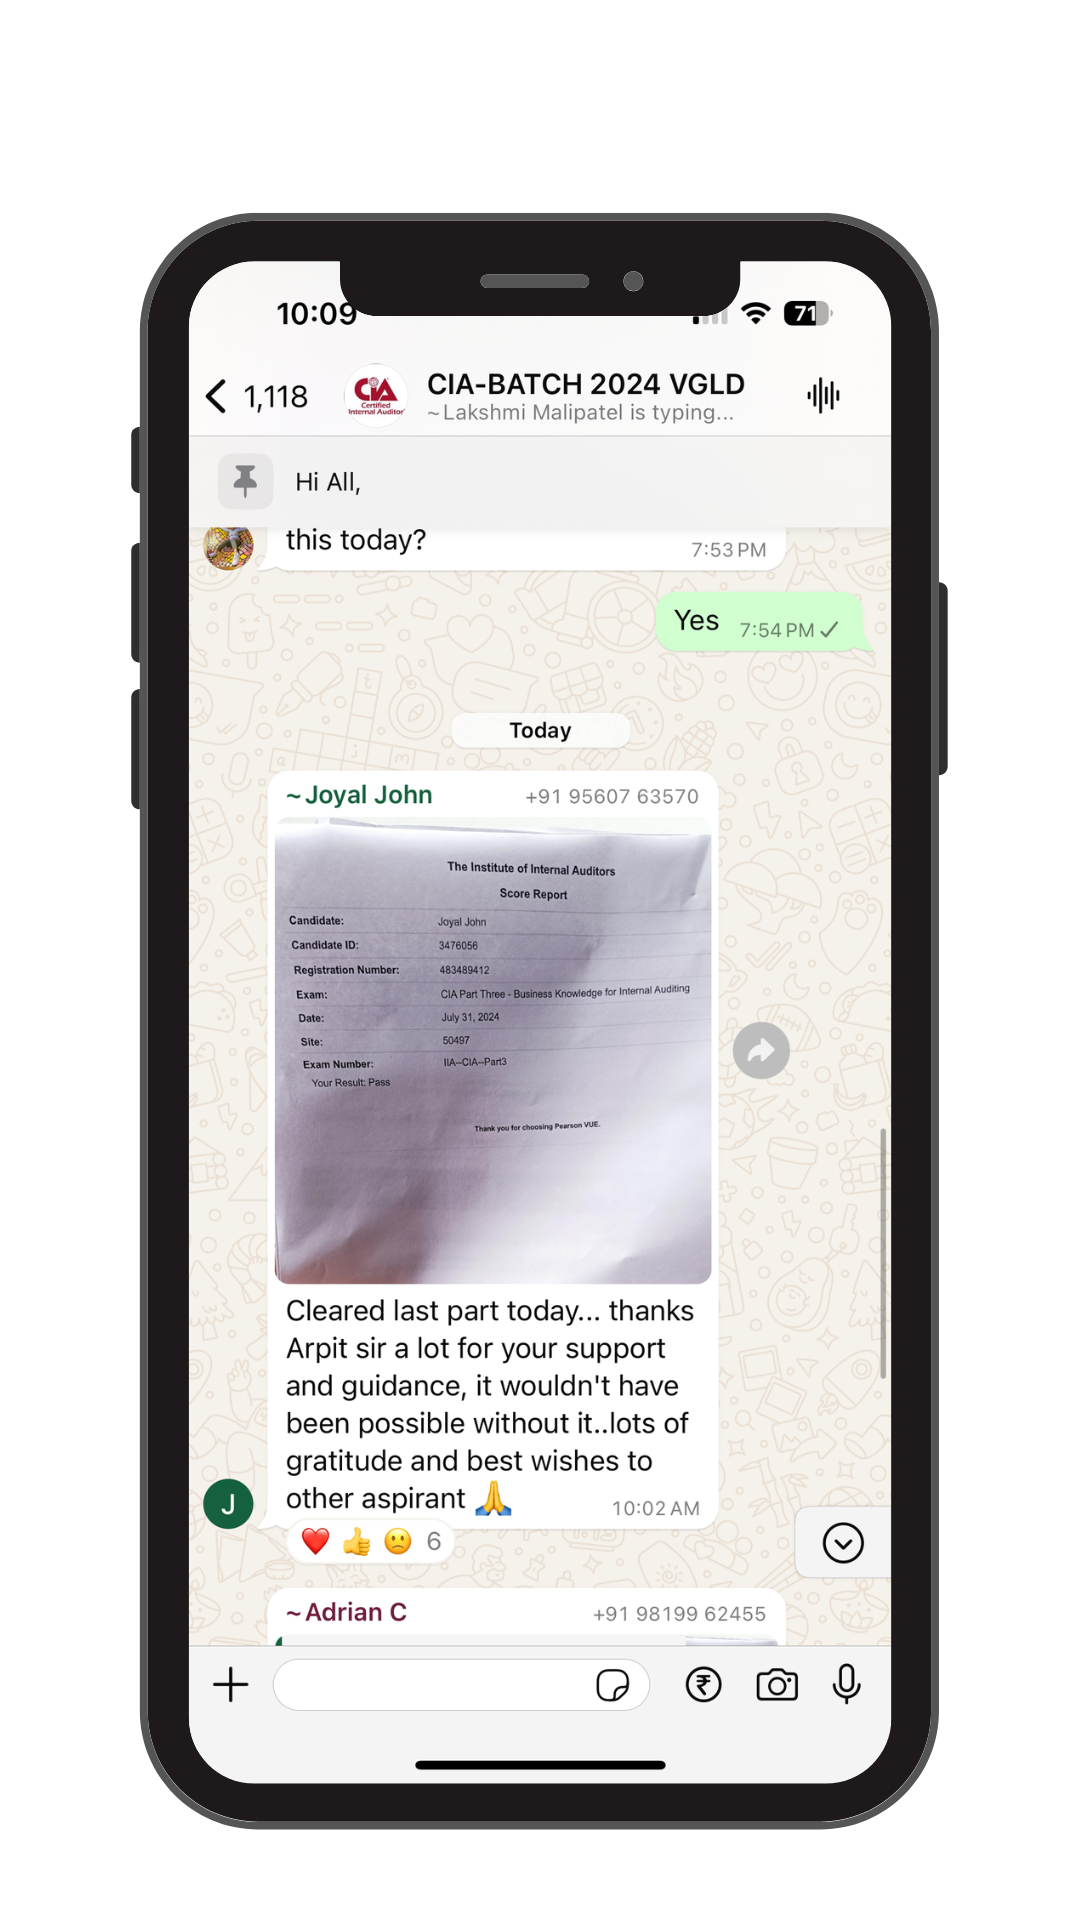 10:09
71
1,118
CIA
Certified
Internal Auditor
CIA-BATCH 2024 VGLD
~Lakshmi Malipatel is typing...
Hi All,
this today?
7:53 PM
Yes 7:54 PM
Today
~Joyal John +91 95607 63570
The Institute of Internal Auditors
Score Report
Candidate: Joyal John
Candidate ID: 3476056
Registration Number: 483489412
Exam: CIA Part Three - Business Knowledge for Internal Auditing
Date: July 31, 2024
Site: 50497
Exam Number: IIA--CIA--Part3
Your Result: Pass
Thank you for choosing Pearson VUE.
Cleared last part today... thanks
Arpit sir a lot for your support
and guidance, it wouldn't have
been possible without it..lots of
gratitude and best wishes to
other aspirant 🙏 10:02 AM
J
❤️ 👍 🙁 6
~Adrian C +91 98199 62455